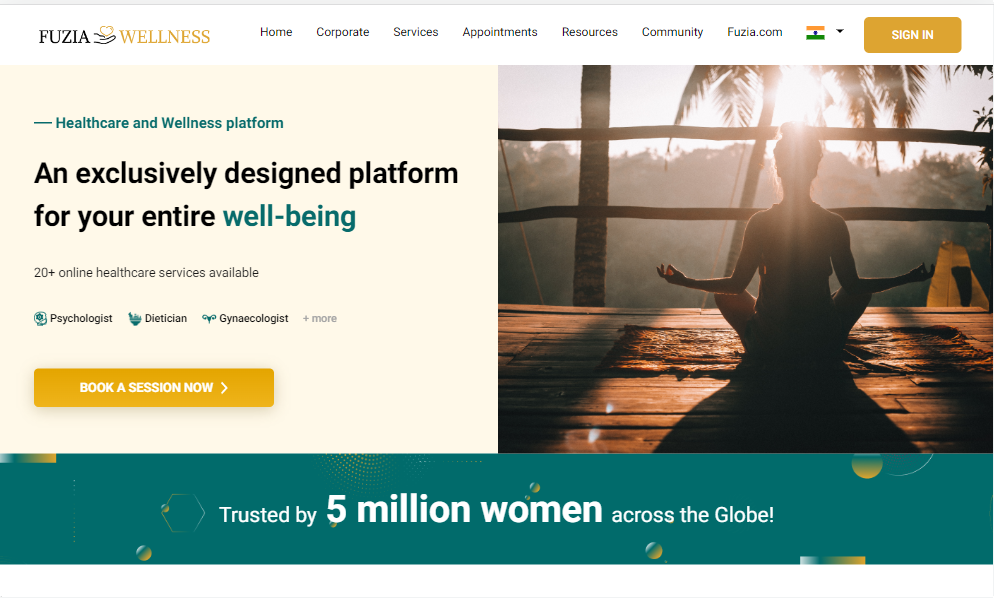 FUZIA WELLNESS
Home Corporate Services Appointments Resources Community Fuzia.com SIGN IN
Healthcare and Wellness platform
An exclusively designed platform
for your entire well-being
20+ online healthcare services available
Psychologist Dietician Gynaecologist + more
BOOK A SESSION NOW
Trusted by 5 million women across the Globe!